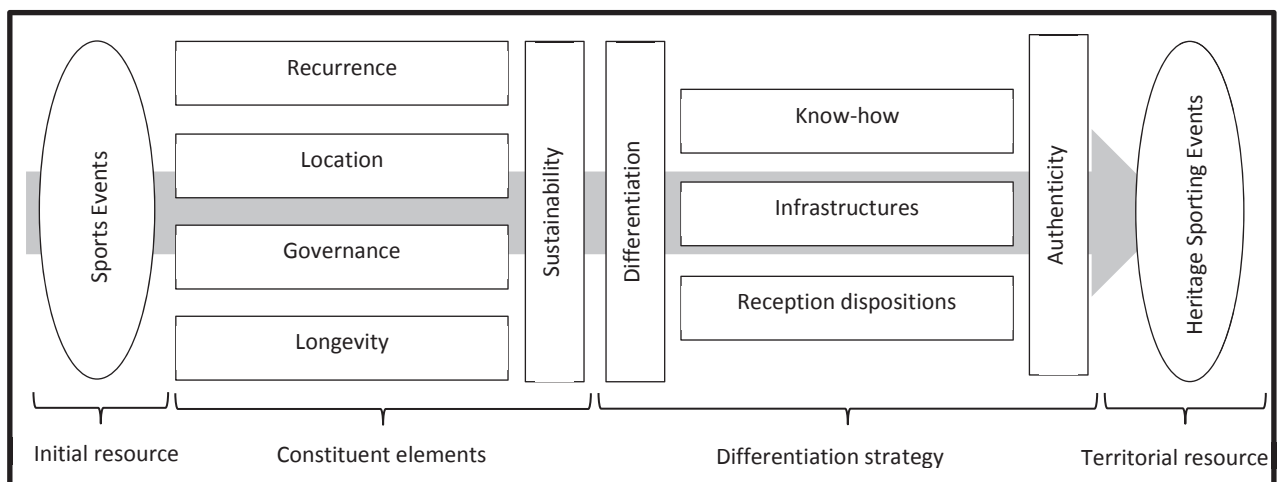 Sports Events
Recurrence
Location
Governance
Longevity
Sustainability
Differentiation
Know-how
Infrastructures
Reception dispositions
Authenticity
Heritage Sporting Events
Initial resource
Constituent elements
Differentiation strategy
Territorial resource